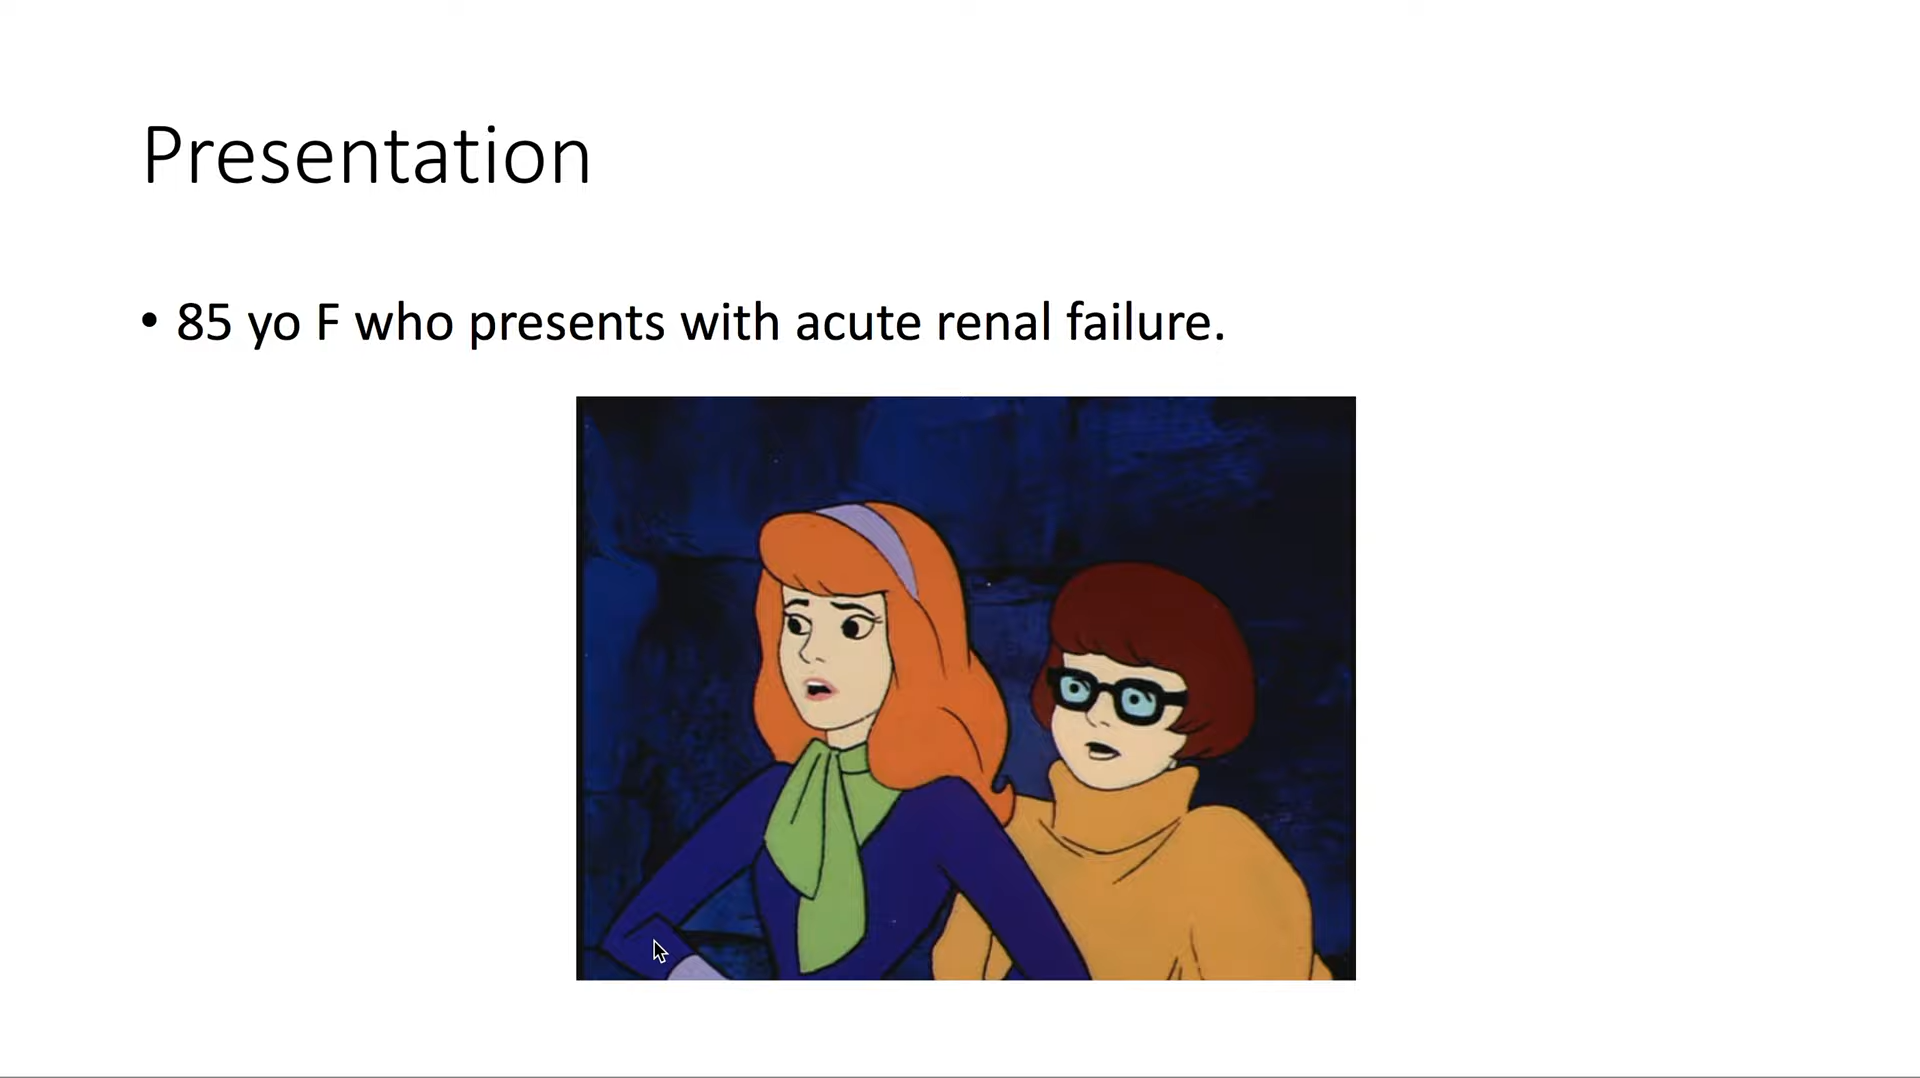 Presentation
• 85 yo F who presents with acute renal failure.